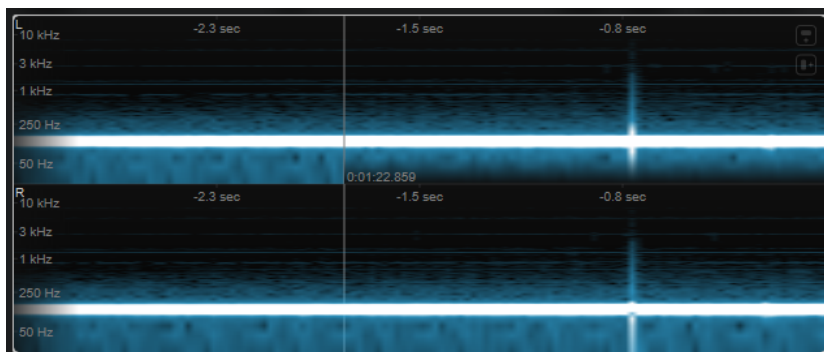 L
-2.3 sec -1.5 sec -0.8 sec
10 kHz
3 kHz
1 kHz
250 Hz
50 Hz
0:01:22.859
R
-2.3 sec -1.5 sec -0.8 sec
10 kHz
3 kHz
1 kHz
250 Hz
50 Hz